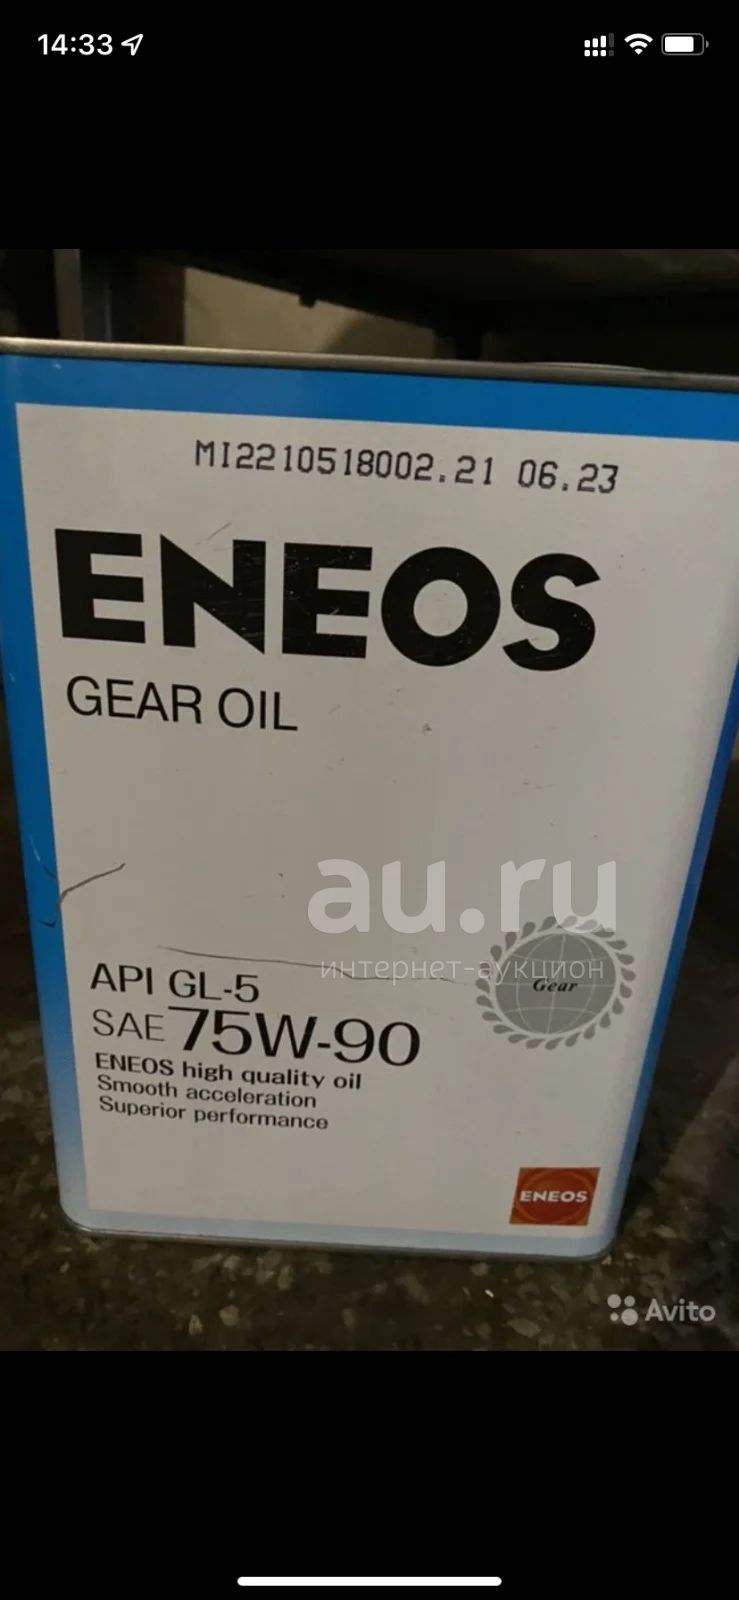 14:33
MI2210518002.21 06.23
ENEOS
GEAR OIL
au.ru
интернет-аукцион
Gear
API GL-5
SAE 75W-90
ENEOS high quality oil
Smooth acceleration
Superior performance
ENEOS
Avito